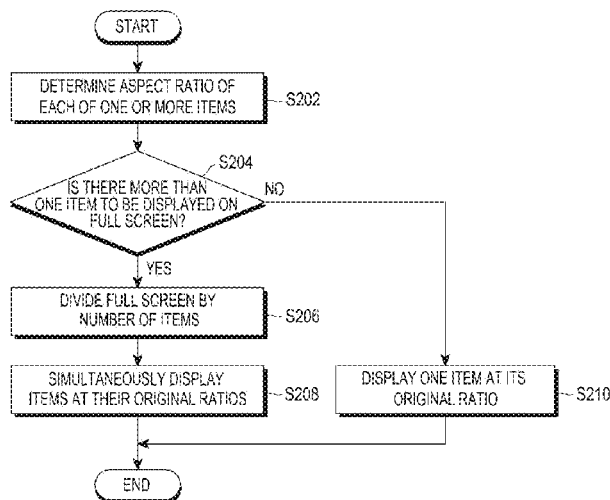 START
DETERMINE ASPECT RATIO OF
EACH OF ONE OR MORE ITEMS
S202
S204
IS THERE MORE THAN
ONE ITEM TO BE DISPLAYED ON
FULL SCREEN?
NO
YES
DIVIDE FULL SCREEN BY
NUMBER OF ITEMS
S206
SIMULTANEOUSLY DISPLAY
ITEMS AT THEIR ORIGINAL RATIOS
S208
DISPLAY ONE ITEM AT ITS
ORIGINAL RATIO
S210
END